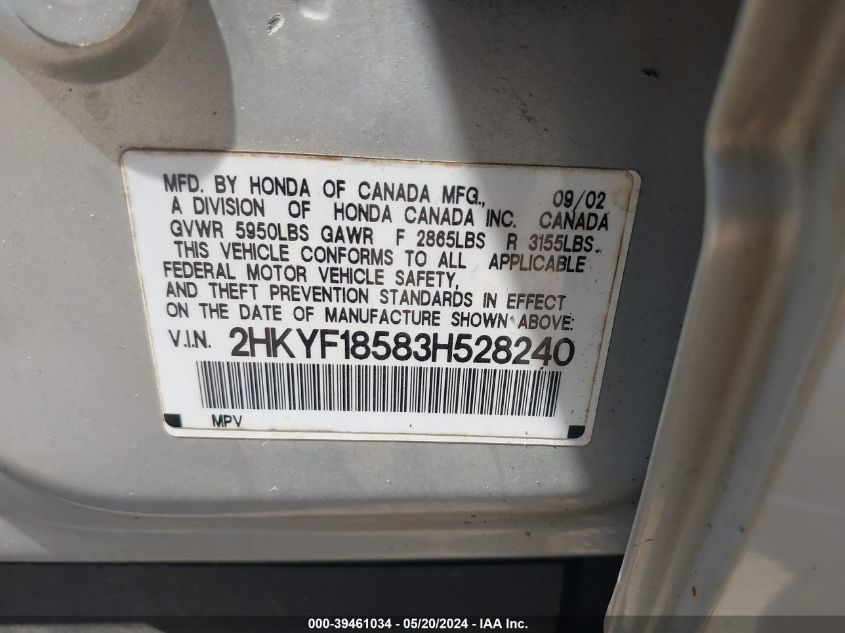 MFD. BY HONDA OF CANADA MFG., 09/02
A DIVISION OF HONDA CANADA INC. CANADA
GVWR 5950LBS GAWR F 2865LBS R 3155LBS.
THIS VEHICLE CONFORMS TO ALL APPLICABLE
FEDERAL MOTOR VEHICLE SAFETY,
AND THEFT PREVENTION STANDARDS IN EFFECT
ON THE DATE OF MANUFACTURE SHOWN ABOVE:
V.I.N. 2HKYF18583H528240
MPV
000-39461034 - 05/20/2024 - IAA Inc.